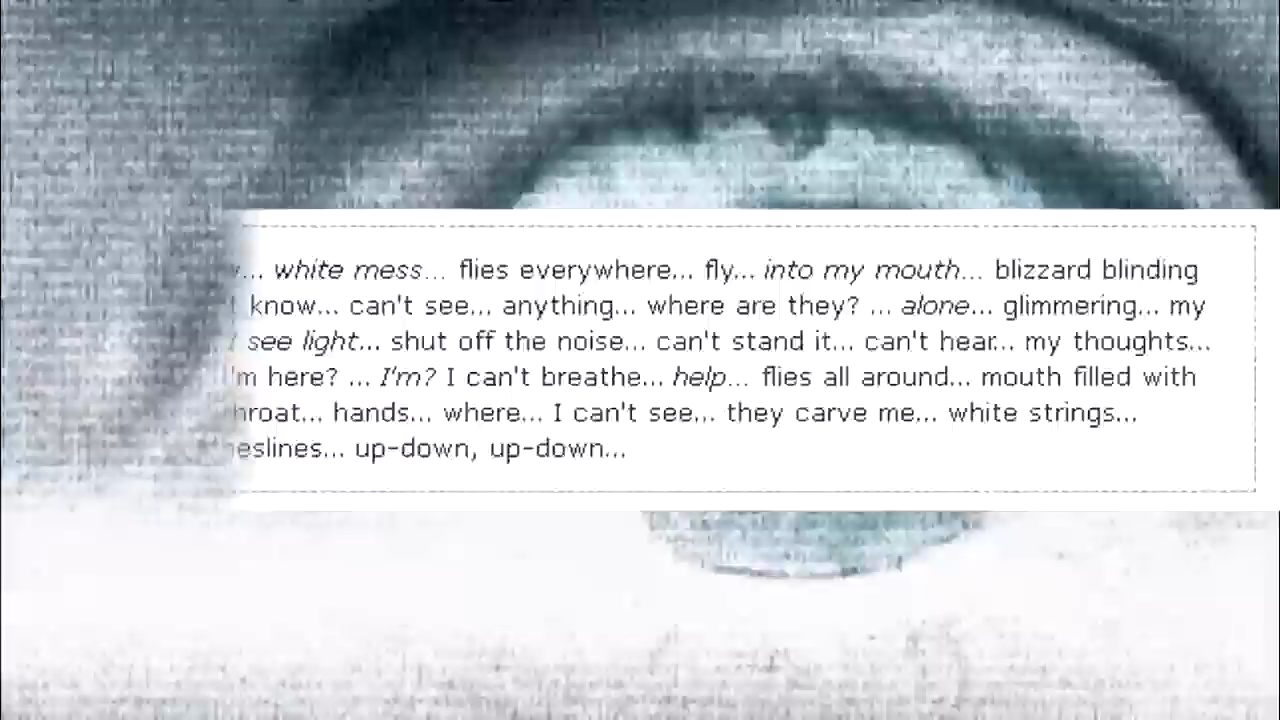 ... white mess... flies everywhere... fly... into my mouth... blizzard blinding
know... can't see... anything... where are they? ... alone... glimmering... my
see light... shut off the noise... can't stand it... can't hear... my thoughts...
'm here? ... I'm? I can't breathe... help... flies all around... mouth filled with
hroat... hands... where... I can't see... they carve me... white strings...
eslines... up-down, up-down...